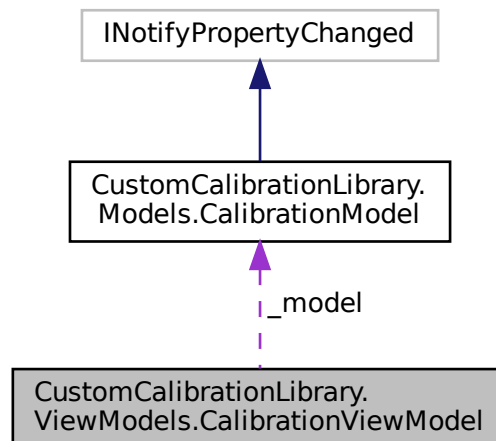 INotifyPropertyChanged
CustomCalibrationLibrary.
Models.CalibrationModel
_model
CustomCalibrationLibrary.
ViewModels.CalibrationViewModel